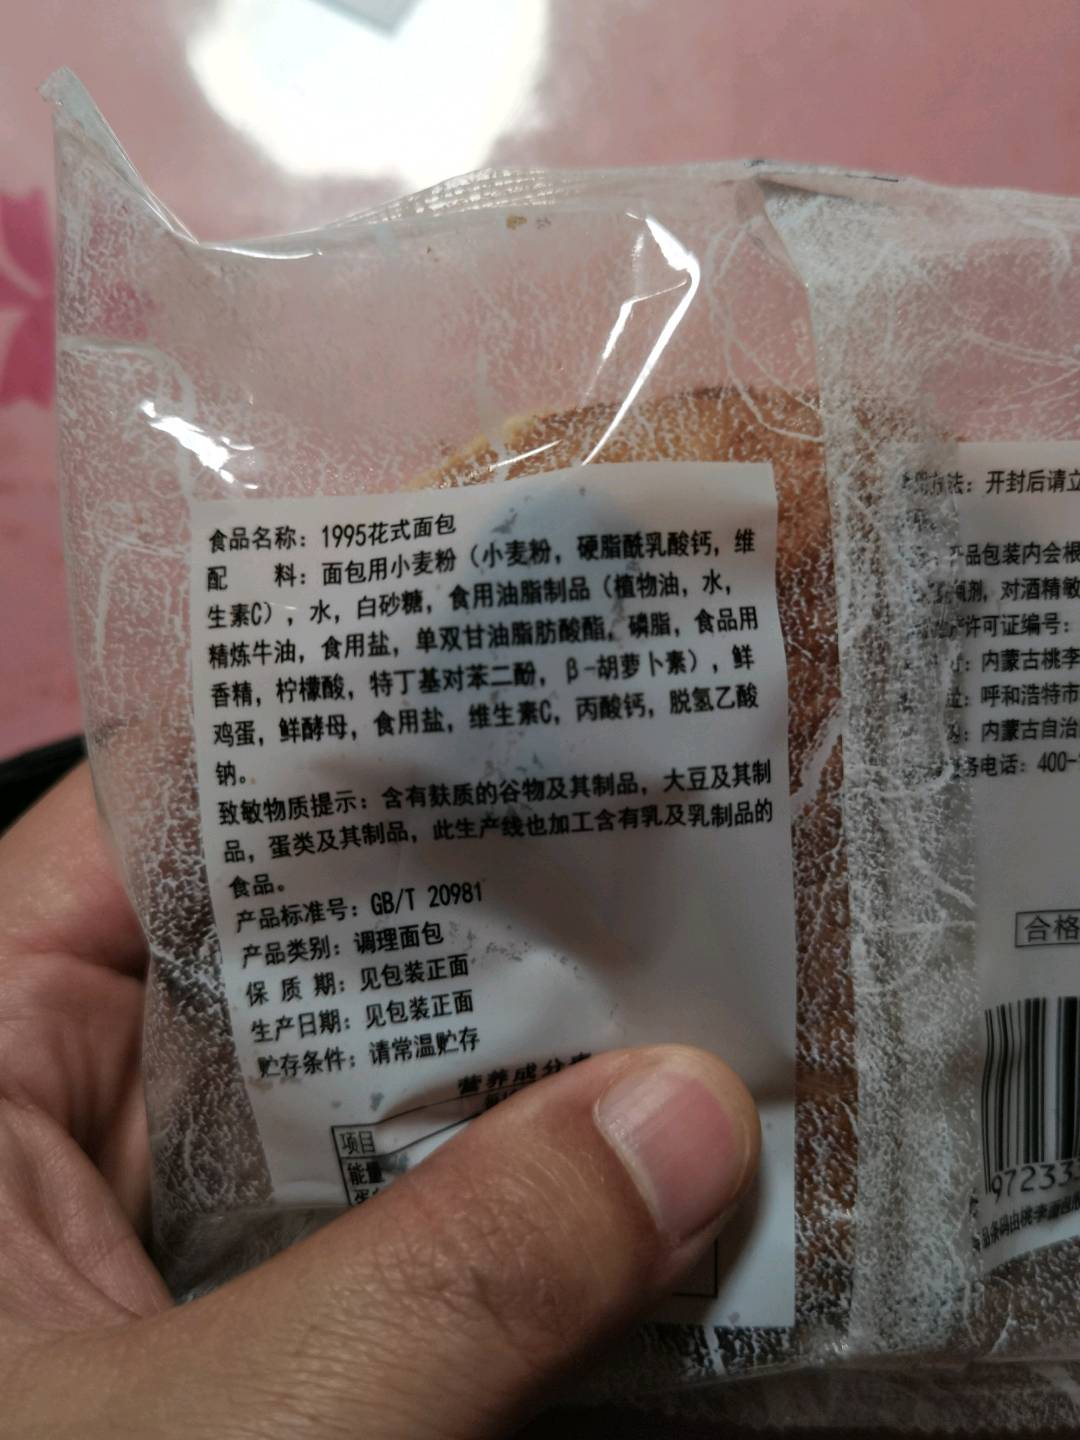 食品名称：1995花式面包
配　　料：面包用小麦粉（小麦粉，硬脂酰乳酸钙，维
生素C），水，白砂糖，食用油脂制品（植物油，水，
精炼牛油，食用盐，单双甘油脂肪酸酯，磷脂，食品用
香精，柠檬酸，特丁基对苯二酚，β-胡萝卜素），鲜
鸡蛋，鲜酵母，食用盐，维生素C，丙酸钙，脱氢乙酸
钠。
致敏物质提示：含有麸质的谷物及其制品，大豆及其制
品，蛋类及其制品，此生产线也加工含有乳及乳制品的
食品。
产品标准号：GB/T 20981
产品类别：调理面包
保 质 期：见包装正面
生产日期：见包装正面
贮存条件：请常温贮存
营养成分
项目
能量
法：开封后请立
品包装内会根
剂，对酒精敏
许可证编号：
：内蒙古桃李
：呼和浩特市
：内蒙古自治
务电话：400-
合格
972333
品条码由桃李面包